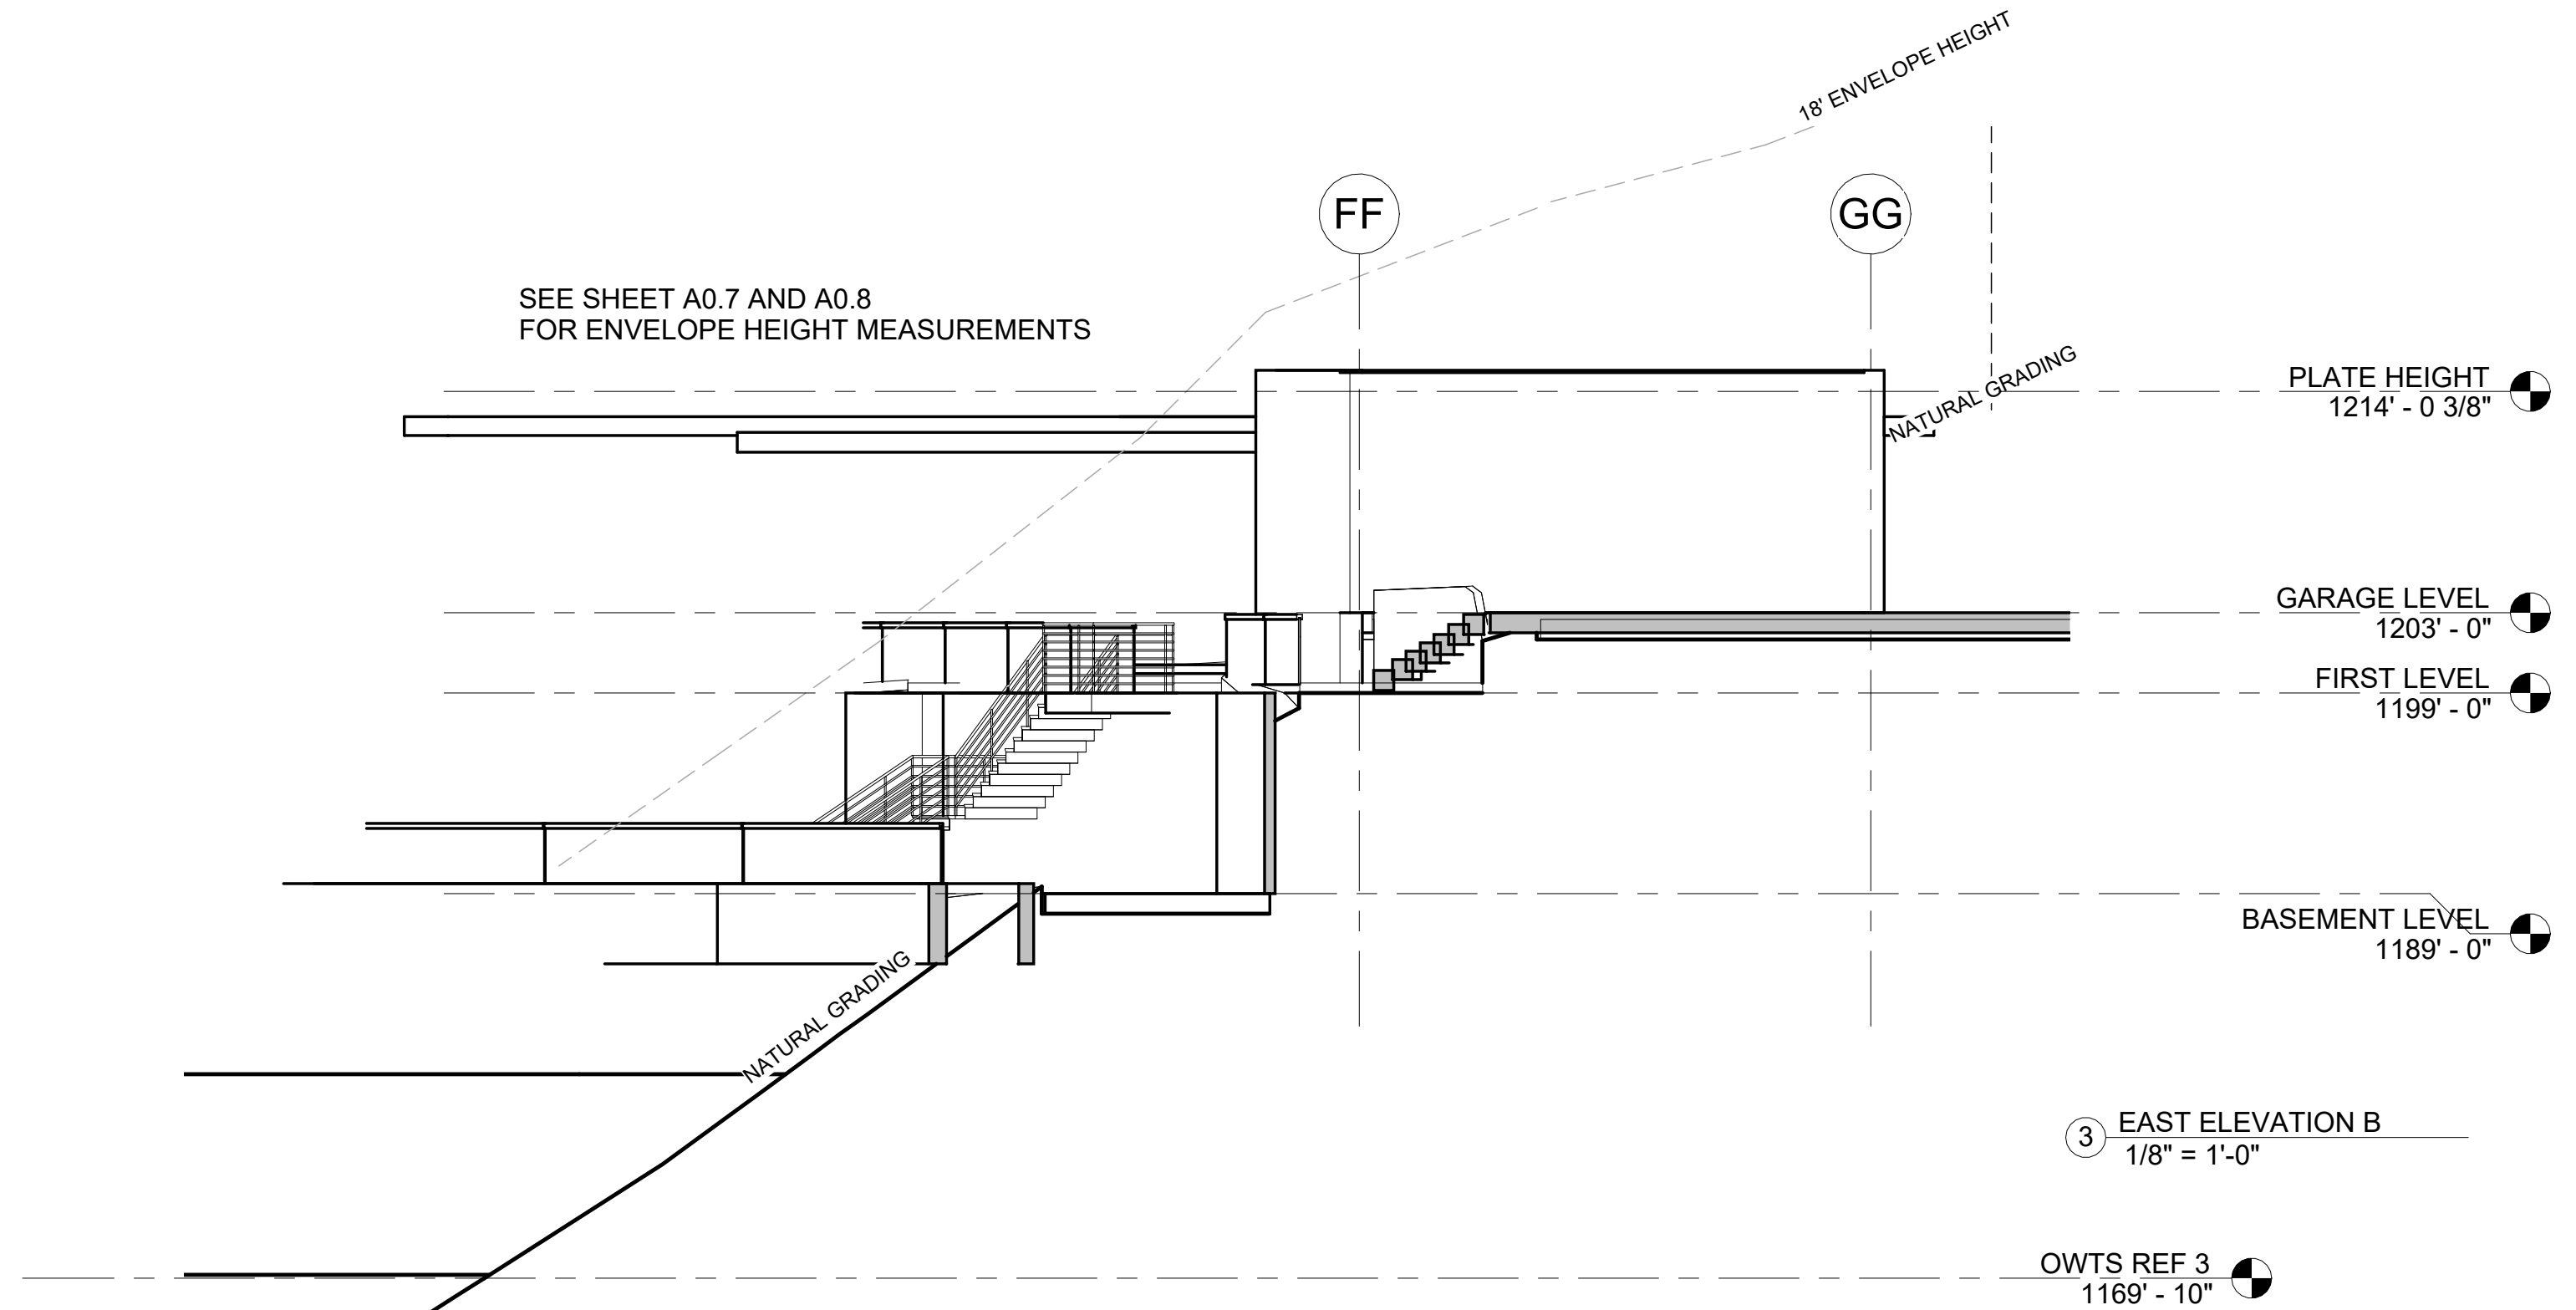 18' ENVELOPE HEIGHT
FF
GG
SEE SHEET A0.7 AND A0.8
FOR ENVELOPE HEIGHT MEASUREMENTS
NATURAL GRADING
PLATE HEIGHT
1214' - 0 3/8"
GARAGE LEVEL
1203' - 0"
FIRST LEVEL
1199' - 0"
BASEMENT LEVEL
1189' - 0"
NATURAL GRADING
3
EAST ELEVATION B
1/8" = 1'-0"
OWTS REF 3
1169' - 10"